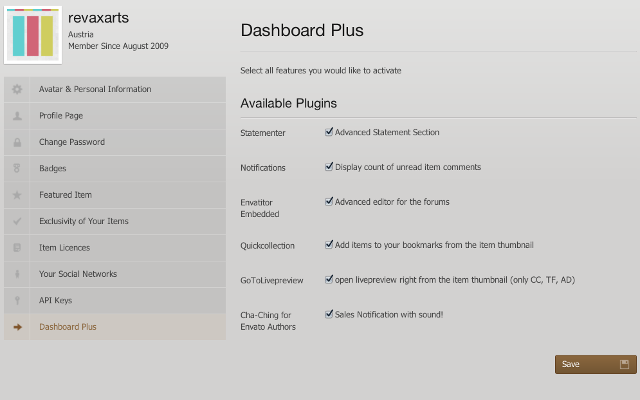 revaxarts
Austria
Member Since August 2009
Avatar & Personal Information
Profile Page
Change Password
Badges
Featured Item
Exclusivity of Your Items
Item Licences
Your Social Networks
API Keys
Dashboard Plus
Dashboard Plus
Select all features you would like to activate
Available Plugins
Statementer
Advanced Statement Section
Notifications
Display count of unread item comments
Envatitor
Embedded
Advanced editor for the forums
Quickcollection
Add items to your bookmarks from the item thumbnail
GoToLivepreview
open livepreview right from the item thumbnail (only CC, TF, AD)
Cha-Ching for
Envato Authors
Sales Notification with sound!
Save